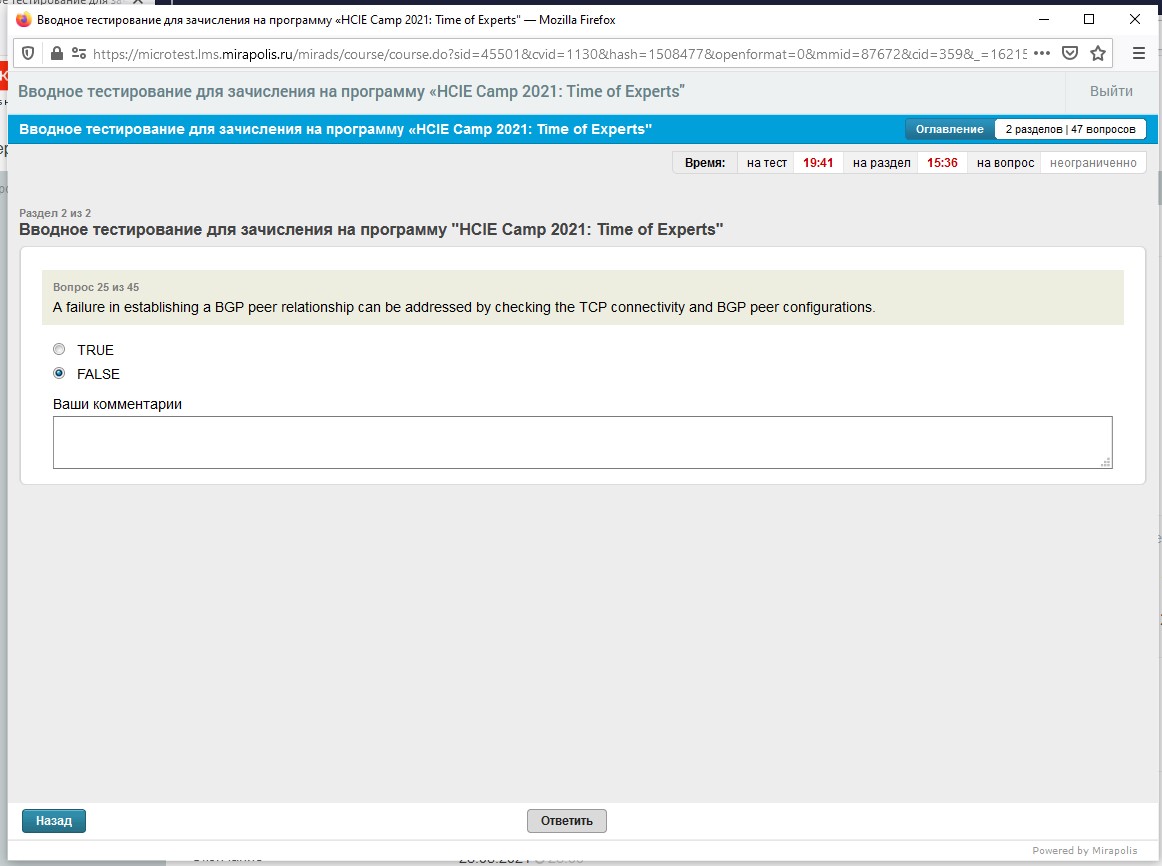 Вводное тестирование для зачисления на программу «HCIE Camp 2021: Time of Experts" — Mozilla Firefox
https://microtest.lms.mirapolis.ru/mirads/course/course.do?sid=45501&cvid=1130&hash=1508477&openformat=0&mmid=87672&cid=359&_=16215
Вводное тестирование для зачисления на программу «HCIE Camp 2021: Time of Experts"
Выйти
Вводное тестирование для зачисления на программу «HCIE Camp 2021: Time of Experts"
Оглавление 2 разделов | 47 вопросов
Время: на тест 19:41 на раздел 15:36 на вопрос неограниченно
Раздел 2 из 2
Вводное тестирование для зачисления на программу "HCIE Camp 2021: Time of Experts"
Вопрос 25 из 45
A failure in establishing a BGP peer relationship can be addressed by checking the TCP connectivity and BGP peer configurations.
TRUE
FALSE
Ваши комментарии
Назад
Ответить
Powered by Mirapolis